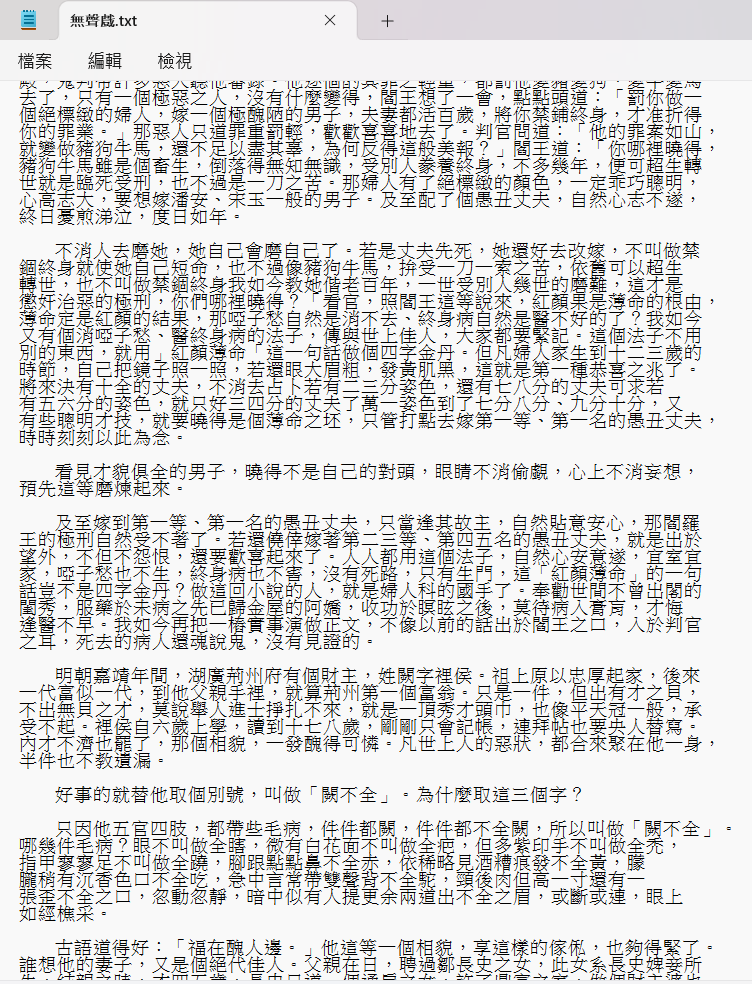 無聲戲.txt
檔案 編輯 檢視
去了，只有一個極惡之人，沒有什麼變得，閻王想了一會，點點頭道：「罰你做一
個絕標緻的婦人，嫁一個極醜陋的男子，夫妻都活百歲，將你禁錮終身，才准折得
你的罪業。」那惡人只道罪重罰輕，歡歡喜喜的去了。判官問道：「他的罪案如山，
就變做豬狗牛馬，還不足以盡其辜，為何反得這般美報？」閻王道：「你哪裡曉得，
豬狗牛馬雖是個畜生，倒落得無知無識，受別人豢養終身，不多幾年，便可超生轉
世；就是臨死受刑，也不過是一刀之苦。那婦人有了絕標緻的顏色，一定乖巧聰明，
心高志大，要想嫁潘安、宋玉一般的男子。及至配了個愚丑丈夫，自然心志不遂，
終日憂煎涕泣，度日如年。
不消人去磨她，她自己會磨自己了。若是丈夫先死，她還好去改嫁，不叫做禁
錮終身；就使她自己短命，也不過像豬狗牛馬，拚受一刀一索之苦，依舊可以超生
轉世，也不叫做禁錮終身。我如今教她偕老百年，一世受別人幾世的磨難，這才是
懲奸治惡的極刑，你們哪裡曉得？」看官，照閻王這等說來，紅顏果是薄命的根由，
薄命定是紅顏的結果，那啞子愁自然是消不去、終身病自然是醫不好的了？我如今
又有個消啞子愁、醫終身病的法子，傳與世上佳人，大家都要緊記。這個法子不用
別的東西，就用「紅顏薄命」這一句話做個四字金丹。但凡婦人家生到十二三歲的
時節，自己把鏡子照一照，若還眼大眉粗，發黃肌黑，這就是第一種恭喜之兆了。
將來決有十全的丈夫，不消去占卜；若有二三分姿色，還有七八分的丈夫可求；若
有五六分的姿色，就只好三四分的丈夫了；萬一姿色到了七八分、九分十分，又
有些聰明才技，就要曉得是個薄命之坯，只管打點去嫁第一等、第一名的愚丑丈夫，
時時刻刻以此為念。
看見才貌俱全的男子，曉得不是自己的對頭，眼睛不消偷覷，心上不消妄想，
預先這等磨煉起來。
及至嫁到第一等、第一名的愚丑丈夫，只當逢其故主，自然貼意安心，那閻羅
王的極刑自然受不著了。若還僥倖嫁著第二三等、第四五名的愚丑丈夫，就是出於
望外，不但不怨恨，還要歡喜起來了。人人都用這個法子，自然心安意遂，宜室宜
家，啞子愁也不生，終身病也不害，沒有死路，只有生門，這「紅顏薄命」的一句
話豈不是四字金丹？做這回小說的人，就是婦人科的國手了。奉勸世間不曾出閣的
閨秀，服藥於未病之先；已歸金屋的阿嬌，收功於瞑眩之後，莫待病入膏肓，才悔
逢醫不早。我如今再把一樁實事演做正文，不像以前的話出於閻王之口，入於判官
之耳，死去的病人還魂說鬼，沒有見證的。
明朝嘉靖年間，湖廣荊州府有個財主，姓闕字裡侯。祖上原以忠厚起家，後來
一代富似一代，到他父親手裡，就算荊州第一個富翁。只是一件，但出有才之貝，
不出無貝之才，莫說舉人進士掙扎不來，就是一頂秀才頭巾，也像平天冠一般，承
受不起。裡侯自六歲上學，讀到十七八歲，剛剛只會記帳，連拜帖也要央人替寫。
內才不濟也罷了，那個相貌，一發醜得可憐。凡世上人的惡狀，都合來聚在他一身，
半件也不教遺漏。
好事的就替他取個別號，叫做「闕不全」。為什麼取這三個字？
只因他五官四肢，都帶些毛病，件件都闕，件件都不全闕，所以叫做「闕不全」。
哪幾件毛病？眼不叫做全瞎，微有白花；面不叫做全疤，但多紫印；手不叫做全禿，
指甲寥寥；足不叫做全蹺，腳跟點點；鼻不全赤，依稀略見酒糟痕；發不全黃，朦
朧稍有沉香色；口不全吃，急中言常帶雙聲；背不全駝，頸後肉但高一寸；還有一
張歪不全之口，忽動忽靜，暗中似有人提；更余兩道出不全之眉，或斷或連，眼上
如經樵采。
古語道得好：「福在醜人邊。」他這等一個相貌，享這樣的傢俬，也夠得緊了。
誰想他的妻子，又是個絕代佳人。父親在日，聘過鄒長史之女，此女系長史婢妾所